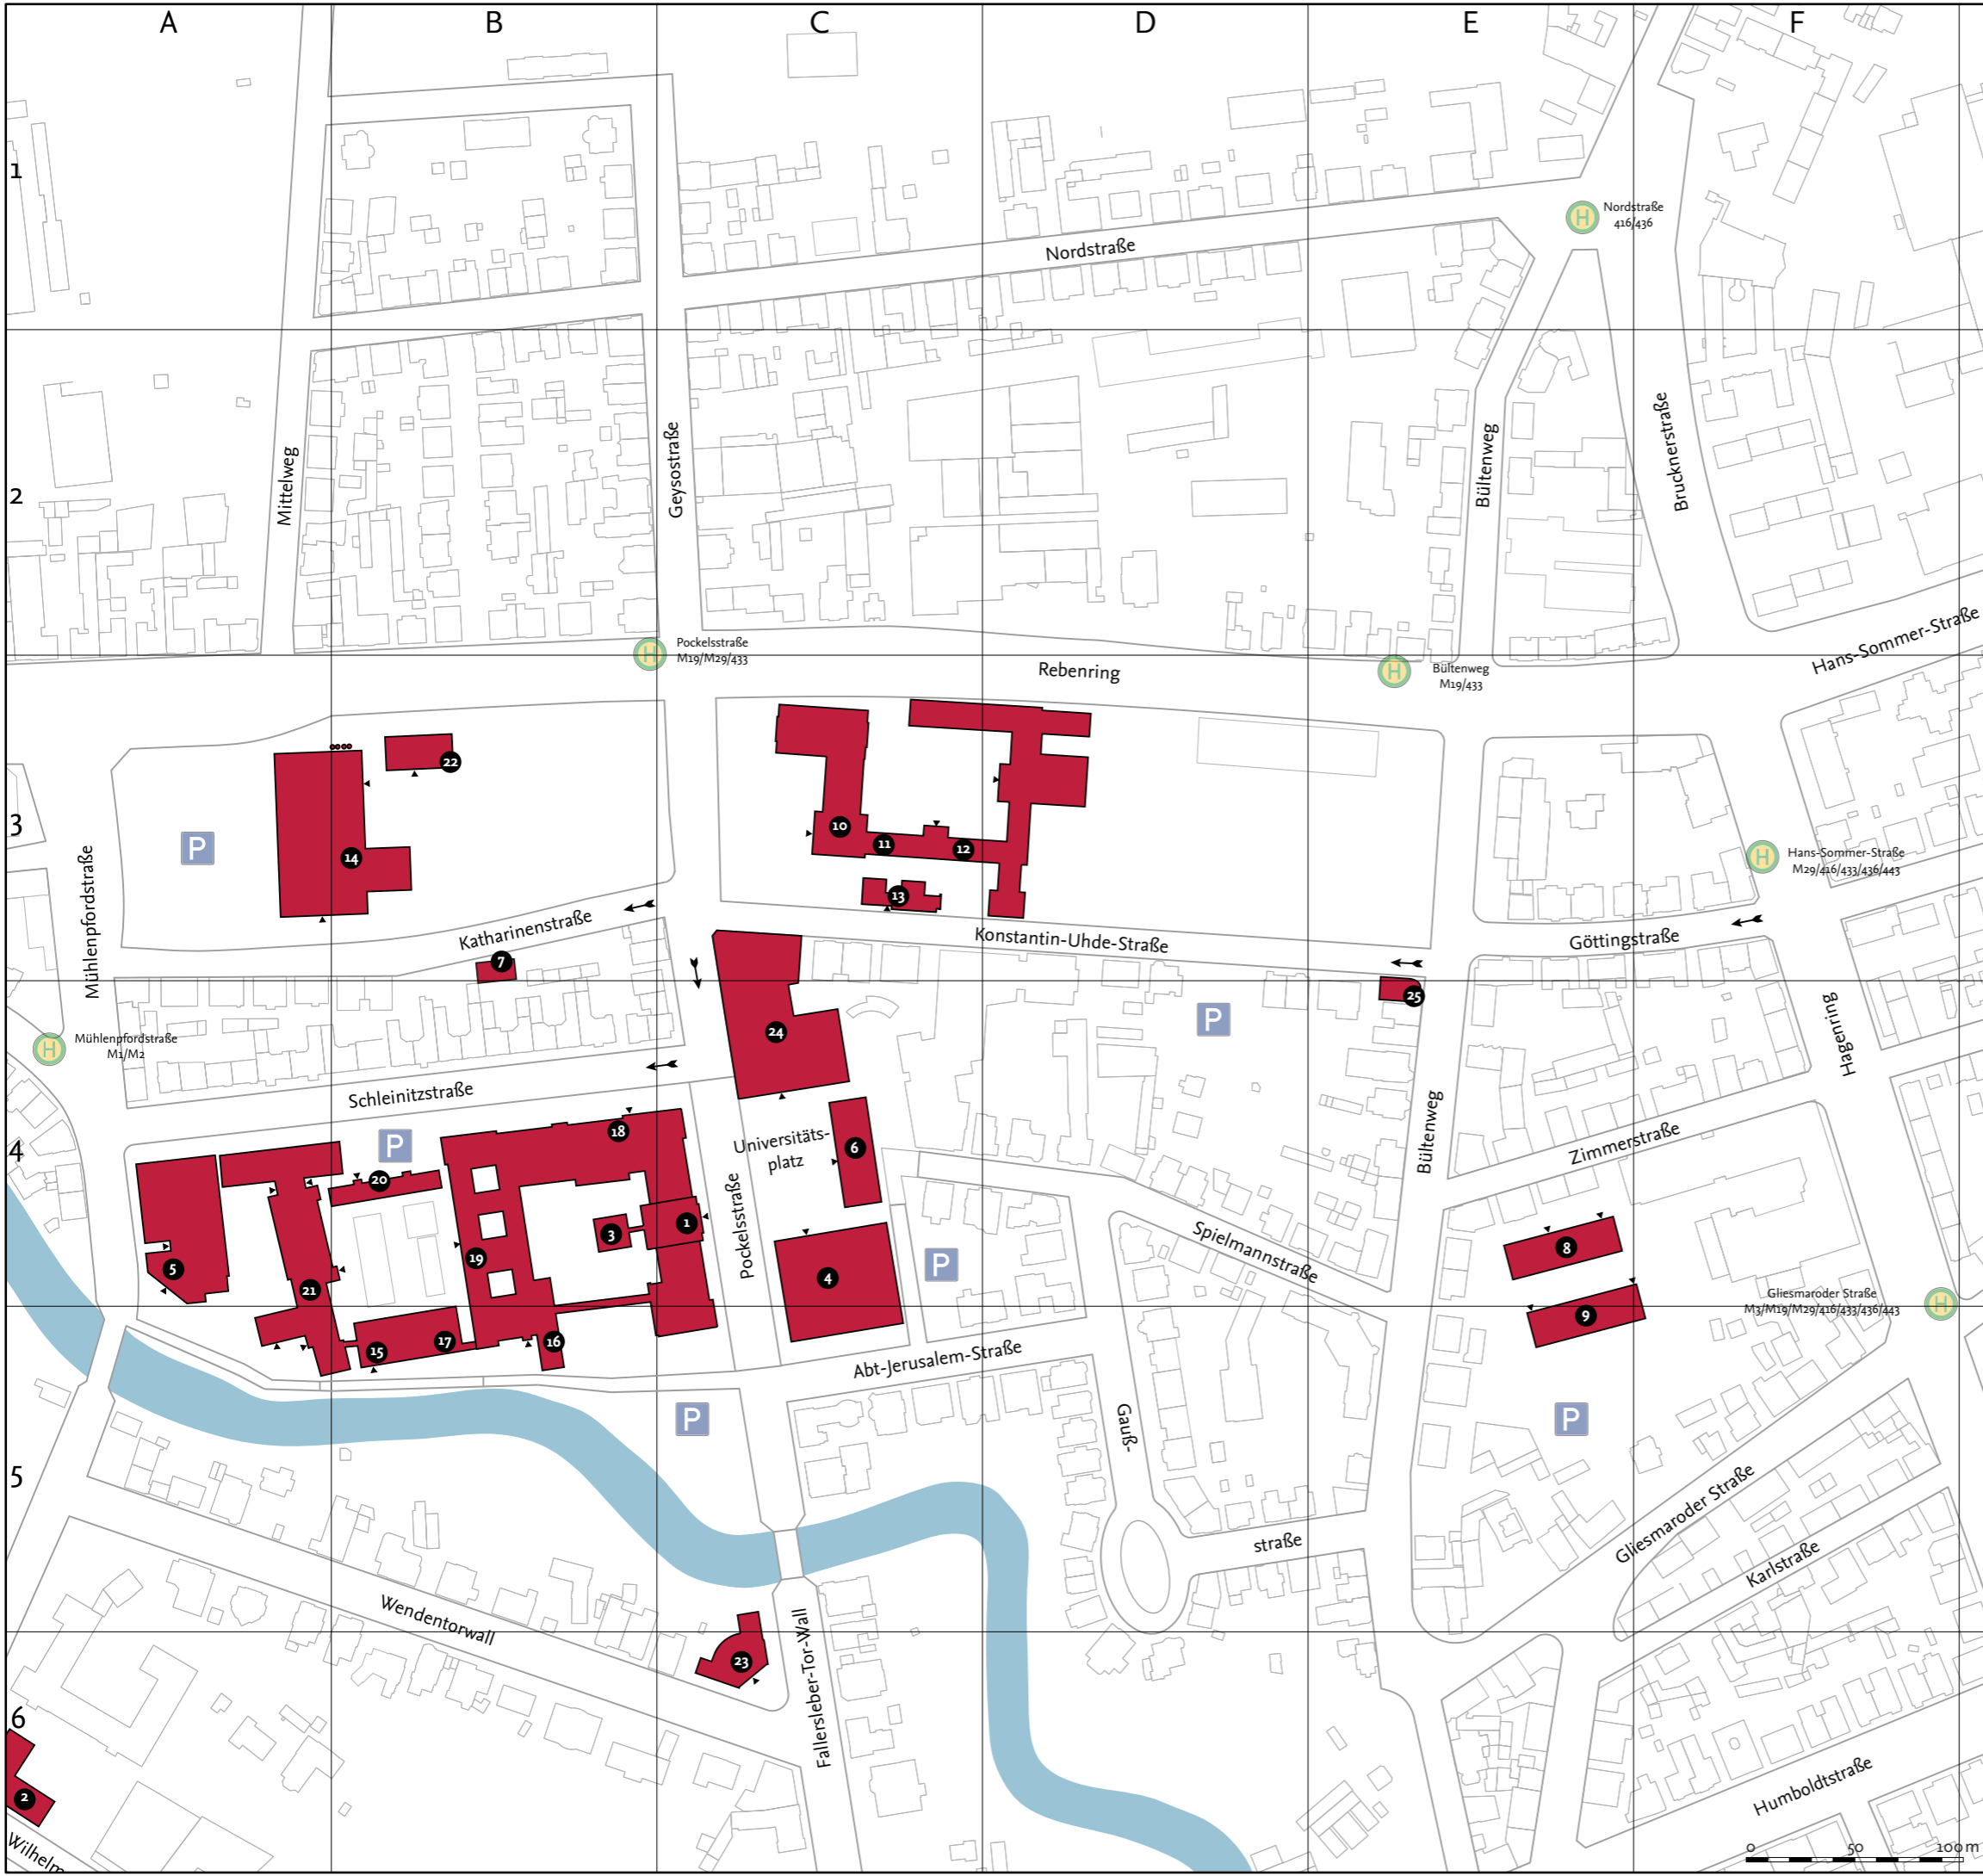 A B C D E F
1
Nordstraße
416/436
Nordstraße
2
Mittelweg
Geysostraße
Bültenweg
Brucknerstraße
Hans-Sommer-Straße
H
H
Pockelsstraße
M19/M29/433
Rebenring
H
Bültenweg
M19/433
22
3
P
14
10
11
12
13
H
Hans-Sommer-Straße
M29/416/433/436/443
Mühlenpfordtstraße
Katharinenstraße
7
Konstantin-Uhde-Straße
Göttingstraße
25
24
P
H
Mühlenpfordtstraße
M1/M2
Hagenring
Schleinitzstraße
4
P
18
Universitäts-
platz
6
Bültenweg
Zimmerstraße
20
3
1
Pockelsstraße
19
5
21
4
P
Spielmannstraße
8
9
Gliesmaroder Straße
M3/M19/M29/416/433/436/443
H
15
17
16
Abt-Jerusalem-Straße
P
Gauß-
P
5
straße
Gliesmaroder Straße
Karlstraße
Wendentorwall
23
Fallersleber-Tor-Wall
6
2
Wilhelm
Humboldtstraße
0 50 100 m